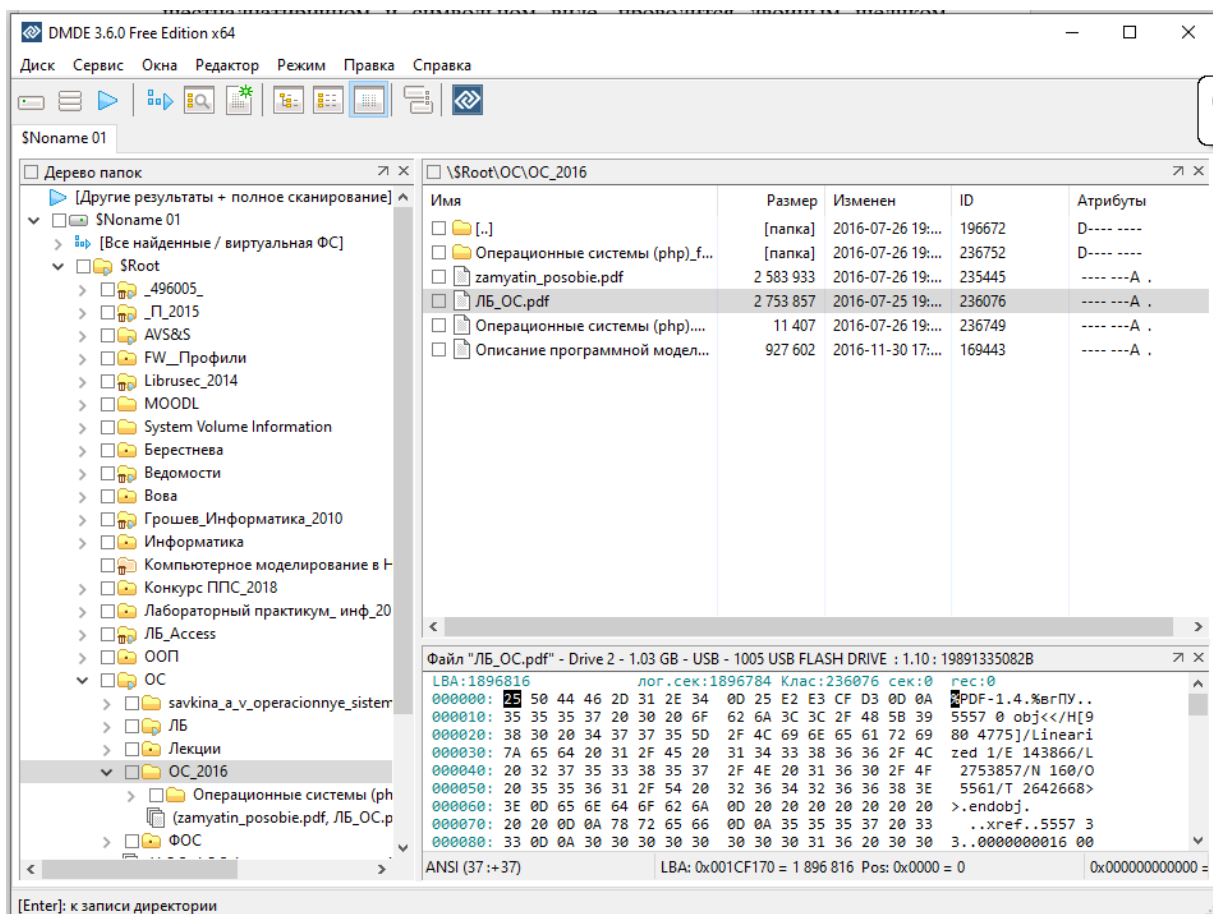 шестнадцатиричном и символьном виде, проводится двойным щелчком
DMDE 3.6.0 Free Edition x64
Диск Сервис Окна Редактор Режим Правка Справка
$Noname 01
Дерево папок
[Другие результаты + полное сканирование]
$Noname 01
[Все найденные / виртуальная ФС]
$Root
_496005_
_П_2015
AVS&S
FW__Профили
Librusec_2014
MOODL
System Volume Information
Берестнева
Ведомости
Вова
Грошев_Информатика_2010
Информатика
Компьютерное моделирование в Н
Конкурс ППС_2018
Лабораторный практикум_ инф_20
ЛБ_Access
ООП
ОС
savkina_a_v_operacionnye_sistem
ЛБ
Лекции
ОС_2016
Операционные системы (ph
(zamyatin_posobie.pdf, ЛБ_ОС.p
ФОС
\$Root\ОС\ОС_2016
Имя Размер Изменен ID Атрибуты
[..] [папка] 2016-07-26 19:... 196672 D---- ----
Операционные системы (php)_f... [папка] 2016-07-26 19:... 236752 D---- ----
zamyatin_posobie.pdf 2 583 933 2016-07-26 19:... 235445 ---- ---A .
ЛБ_ОС.pdf 2 753 857 2016-07-25 19:... 236076 ---- ---A .
Операционные системы (php).... 11 407 2016-07-26 19:... 236749 ---- ---A .
Описание программной модел... 927 602 2016-11-30 17:... 169443 ---- ---A .
Файл "ЛБ_ОС.pdf" - Drive 2 - 1.03 GB - USB - 1005 USB FLASH DRIVE : 1.10 : 19891335082B
LBA:1896816 лог.сек:1896784 Клас:236076 сек:0 rec:0
000000: 25 50 44 46 2D 31 2E 34 0D 25 E2 E3 CF D3 0D 0A %PDF-1.4.%вгПУ..
000010: 35 35 35 37 20 30 20 6F 62 6A 3C 3C 2F 48 5B 39 5557 0 obj<</H[9
000020: 38 30 20 34 37 37 35 5D 2F 4C 69 6E 65 61 72 69 80 4775]/Lineari
000030: 7A 65 64 20 31 2F 45 20 31 34 33 38 36 36 2F 4C zed 1/E 143866/L
000040: 20 32 37 35 33 38 35 37 2F 4E 20 31 36 30 2F 4F 2753857/N 160/O
000050: 20 35 35 36 31 2F 54 20 32 36 34 32 36 36 38 3E 5561/T 2642668>
000060: 3E 0D 65 6E 64 6F 62 6A 0D 20 20 20 20 20 20 20 >.endobj.
000070: 20 20 0D 0A 78 72 65 66 0D 0A 35 35 35 37 20 33 ..xref..5557 3
000080: 33 0D 0A 30 30 30 30 30 30 30 30 31 36 20 30 30 3..0000000016 00
ANSI (37 :+37) LBA: 0x001CF170 = 1 896 816 Pos: 0x0000 = 0 0x000000000000 =
[Enter]: к записи директории